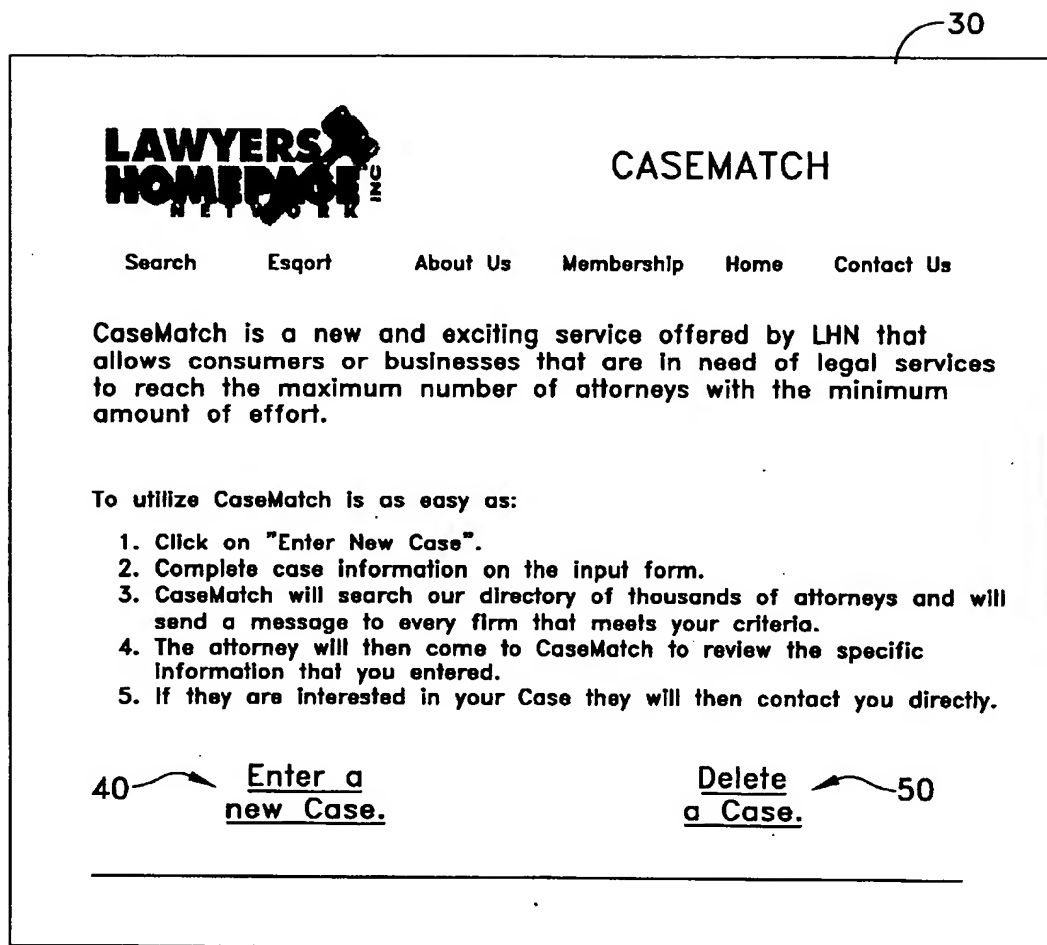 30
LAWYERS
HOMEPAGE INC
NETWORK
CASEMATCH
Search Esqort About Us Membership Home Contact Us
CaseMatch is a new and exciting service offered by LHN that
allows consumers or businesses that are in need of legal services
to reach the maximum number of attorneys with the minimum
amount of effort.
To utilize CaseMatch is as easy as:
1. Click on "Enter New Case".
2. Complete case information on the input form.
3. CaseMatch will search our directory of thousands of attorneys and will
send a message to every firm that meets your criteria.
4. The attorney will then come to CaseMatch to review the specific
information that you entered.
5. If they are interested in your Case they will then contact you directly.
40 Enter a
new Case.
Delete 50
a Case.